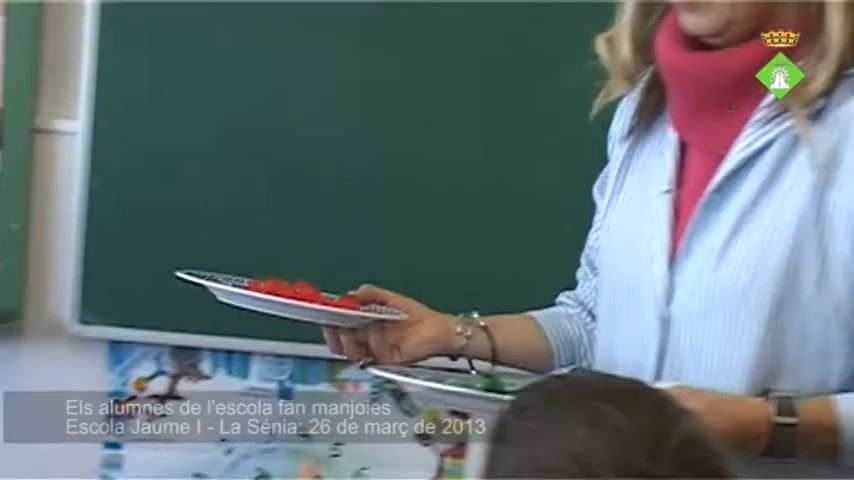 Els alumnes de l'escola fan manjoies
Escola Jaume I - La Sénia: 26 de març de 2013